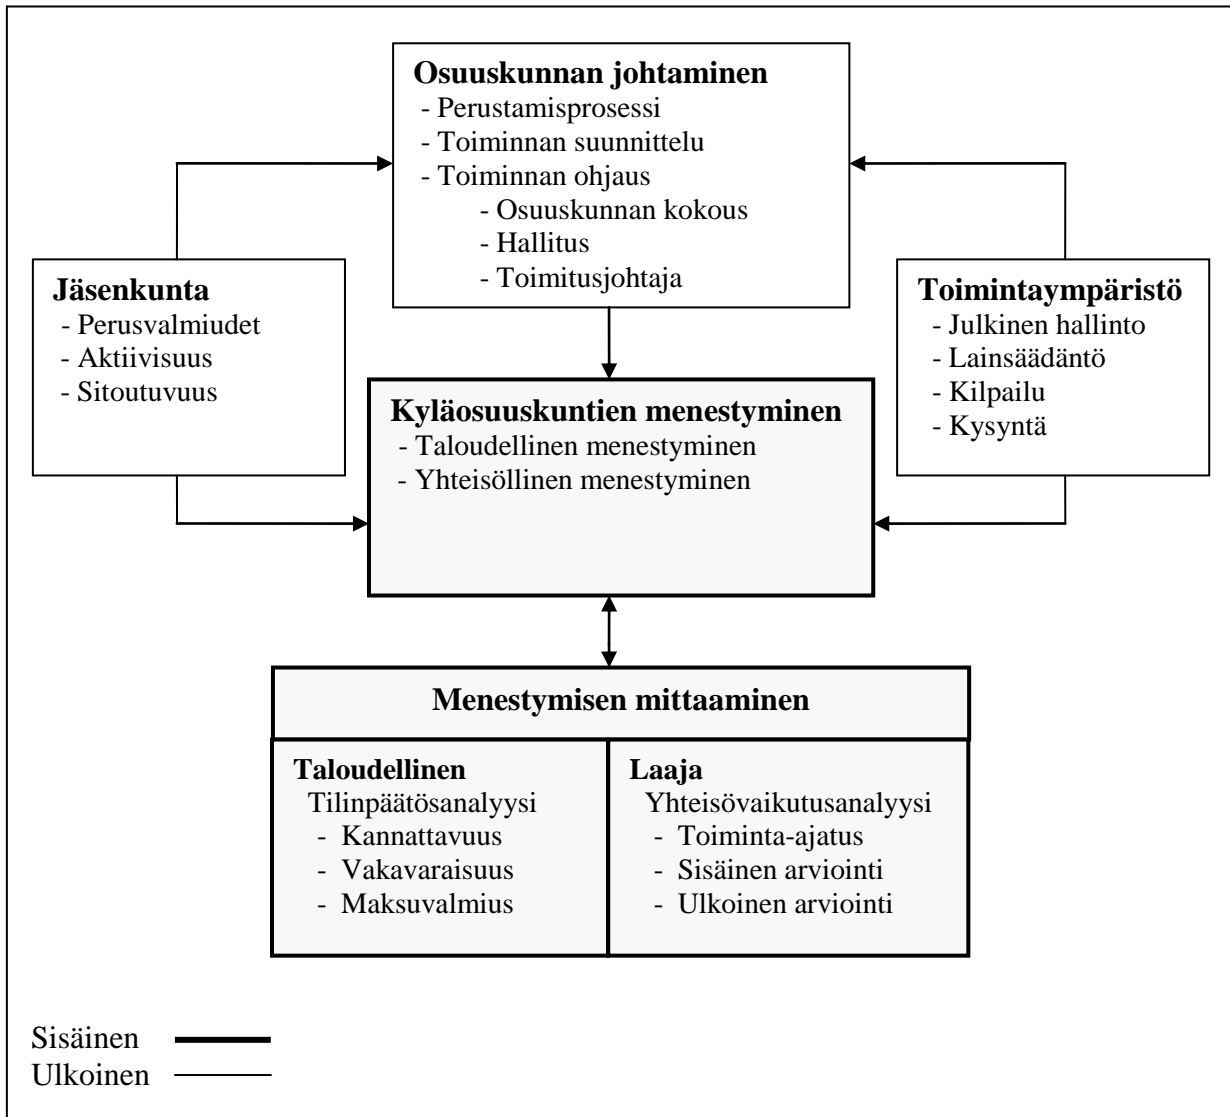 Osuuskunnan johtaminen
- Perustamisprosessi
- Toiminnan suunnittelu
- Toiminnan ohjaus
- Osuuskunnan kokous
- Hallitus
- Toimitusjohtaja
Jäsenkunta
- Perusvalmiudet
- Aktiivisuus
- Sitoutuvuus
Toimintaympäristö
- Julkinen hallinto
- Lainsäädäntö
- Kilpailu
- Kysyntä
Kyläosuuskuntien menestyminen
- Taloudellinen menestyminen
- Yhteisöllinen menestyminen
Menestymisen mittaaminen
Taloudellinen
Tilinpäätösanalyysi
- Kannattavuus
- Vakavaraisuus
- Maksuvalmius
Laaja
Yhteisövaikutusanalyysi
- Toiminta-ajatus
- Sisäinen arviointi
- Ulkoinen arviointi
Sisäinen
Ulkoinen